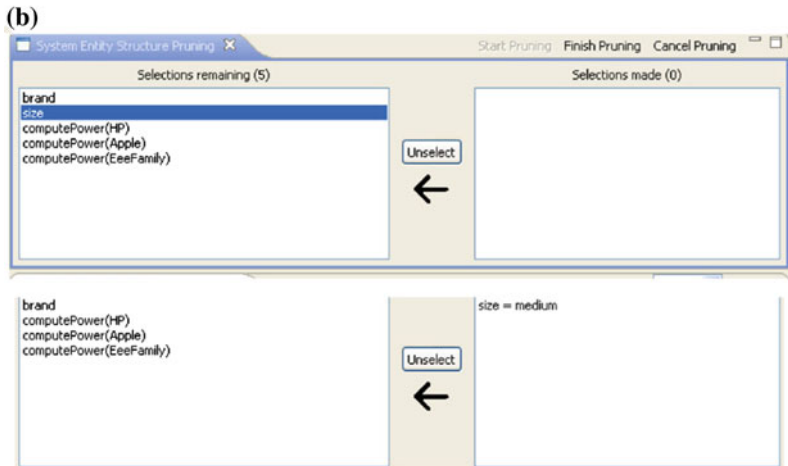 (b)
System Entity Structure Pruning
Start Pruning Finish Pruning Cancel Pruning
Selections remaining (5)
Selections made (0)
brand
size
computePower(HP)
computePower(Apple)
computePower(EeeFamily)
Unselect
brand
computePower(HP)
computePower(Apple)
computePower(EeeFamily)
Unselect
size = medium